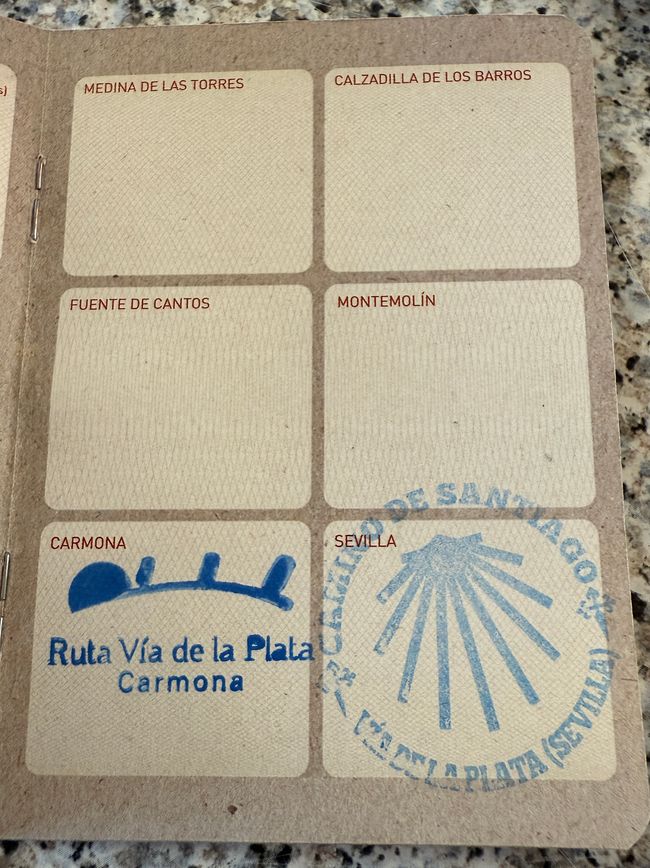 s)
MEDINA DE LAS TORRES
CALZADILLA DE LOS BARROS
FUENTE DE CANTOS
MONTEMOLÍN
CARMONA
Ruta Vía de la Plata
Carmona
SEVILLA
CAMINO DE SANTIAGO
VÍA DE LA PLATA (SEVILLA)